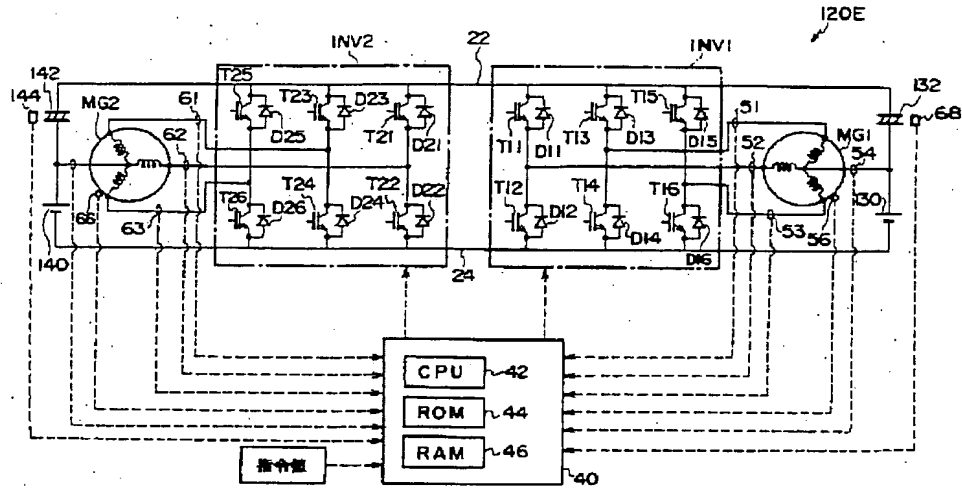 120E
INV2
INV1
22
T25
T23
D23
T21
D21
D25
142
144
MG2
61
62
T11
D11
T13
D13
T15
D15
51
52
132
68
MG1
54
66
63
T26
D26
T24
D24
T22
D22
T12
D12
T14
D14
T16
D16
53
56
130
140
24
CPU
42
ROM
44
RAM
46
40
指令値